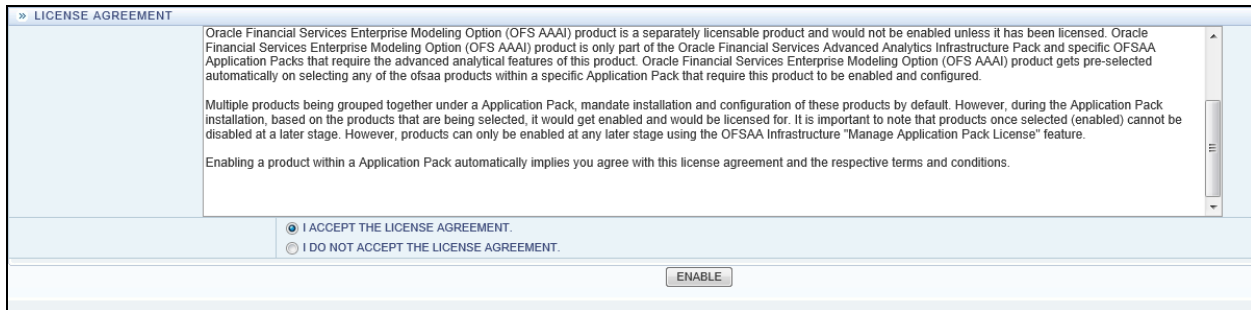 » LICENSE AGREEMENT
Oracle Financial Services Enterprise Modeling Option (OFS AAAI) product is a separately licensable product and would not be enabled unless it has been licensed. Oracle
Financial Services Enterprise Modeling Option (OFS AAAI) product is only part of the Oracle Financial Services Advanced Analytics Infrastructure Pack and specific OFSAA
Application Packs that require the advanced analytical features of this product. Oracle Financial Services Enterprise Modeling Option (OFS AAAI) product gets pre-selected
automatically on selecting any of the ofsaa products within a specific Application Pack that require this product to be enabled and configured.
Multiple products being grouped together under a Application Pack, mandate installation and configuration of these products by default. However, during the Application Pack
installation, based on the products that are being selected, it would get enabled and would be licensed for. It is important to note that products once selected (enabled) cannot be
disabled at a later stage. However, products can only be enabled at any later stage using the OFSAA Infrastructure "Manage Application Pack License" feature.
Enabling a product within a Application Pack automatically implies you agree with this license agreement and the respective terms and conditions.
I ACCEPT THE LICENSE AGREEMENT.
I DO NOT ACCEPT THE LICENSE AGREEMENT.
ENABLE